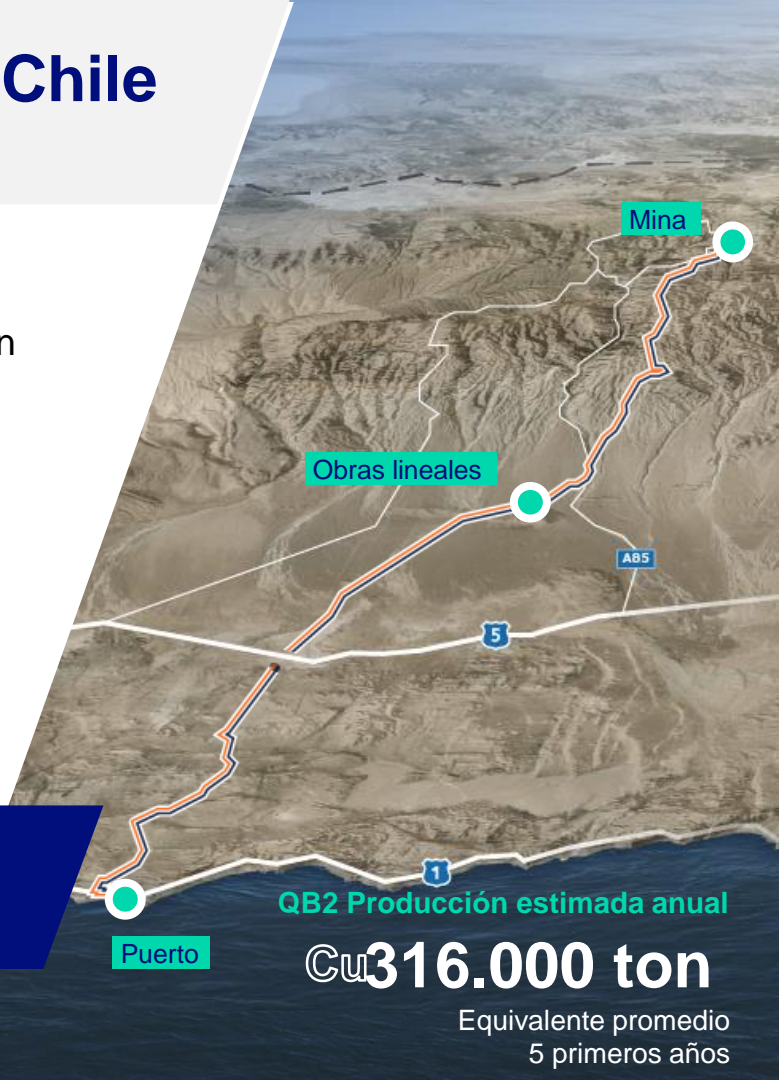 Chile
Mina
n
Obras lineales
A85
5
1
QB2 Producción estimada anual
Puerto
Cu316.000 ton
Equivalente promedio
5 primeros años